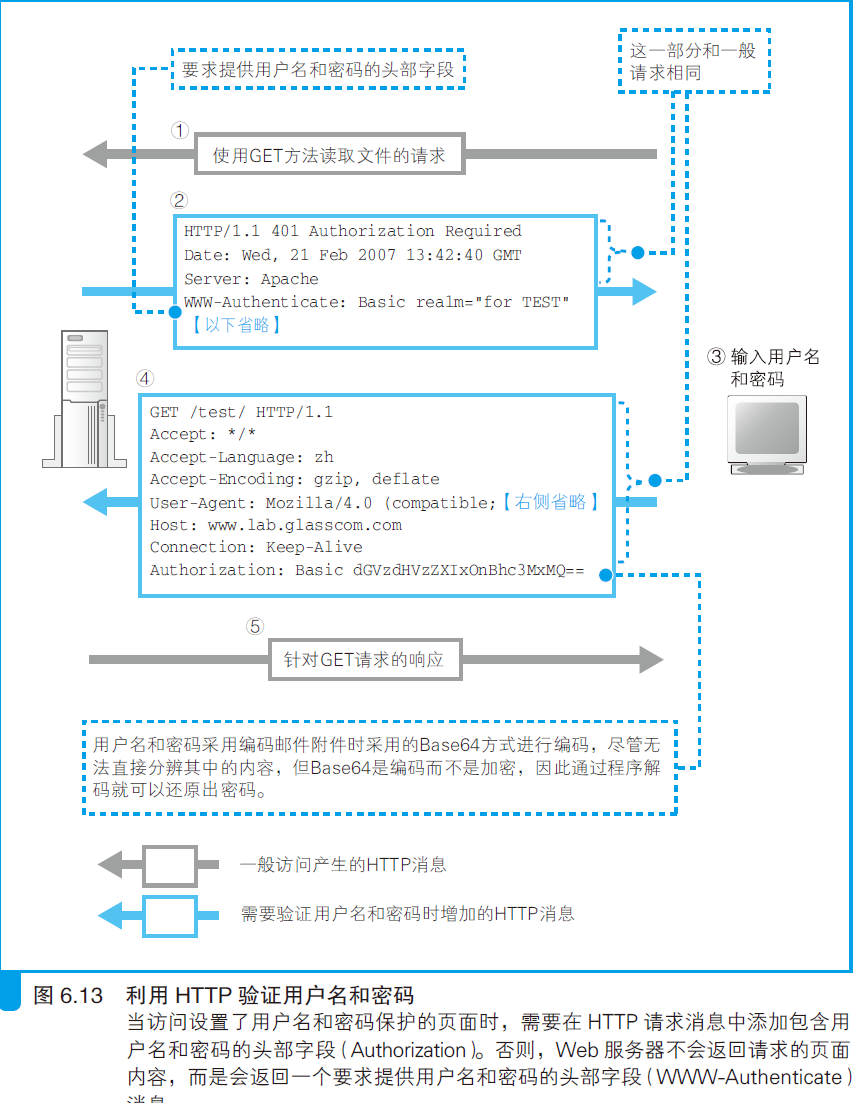 要求提供用户名和密码的头部字段
这一部分和一般
请求相同
①
使用GET方法读取文件的请求
②
HTTP/1.1 401 Authorization Required
Date: Wed, 21 Feb 2007 13:42:40 GMT
Server: Apache
WWW-Authenticate: Basic realm="for TEST"
【以下省略】
③ 输入用户名
和密码
④
GET /test/ HTTP/1.1
Accept: */*
Accept-Language: zh
Accept-Encoding: gzip, deflate
User-Agent: Mozilla/4.0 (compatible;【右侧省略】
Host: www.lab.glasscom.com
Connection: Keep-Alive
Authorization: Basic dGVzdHVzZXIxOnBhc3MxMQ==
⑤
针对GET请求的响应
用户名和密码采用编码邮件附件时采用的Base64方式进行编码，尽管无
法直接分辨其中的内容，但Base64是编码而不是加密，因此通过程序解
码就可以还原出密码。
一般访问产生的HTTP消息
需要验证用户名和密码时增加的HTTP消息
图 6.13 利用 HTTP 验证用户名和密码
当访问设置了用户名和密码保护的页面时，需要在 HTTP 请求消息中添加包含用
户名和密码的头部字段（Authorization）。否则，Web 服务器不会返回请求的页面
内容，而是会返回一个要求提供用户名和密码的头部字段（WWW-Authenticate）